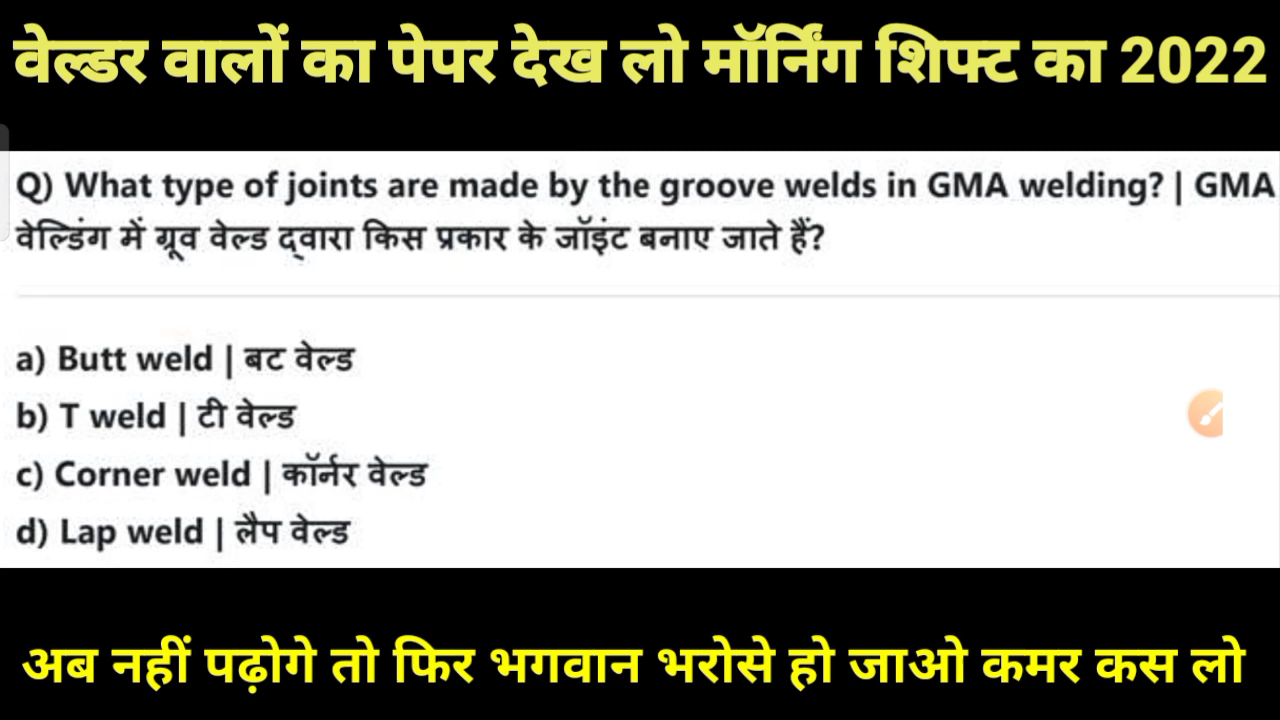 वेल्डर वालों का पेपर देख लो मॉर्निंग शिफ्ट का 2022
Q) What type of joints are made by the groove welds in GMA welding? | GMA
वेल्डिंग में ग्रूव वेल्ड द्वारा किस प्रकार के जॉइंट बनाए जाते हैं?
a) Butt weld | बट वेल्ड
b) T weld | टी वेल्ड
c) Corner weld | कॉर्नर वेल्ड
d) Lap weld | लैप वेल्ड
अब नहीं पढ़ोगे तो फिर भगवान भरोसे हो जाओ कमर कस लो